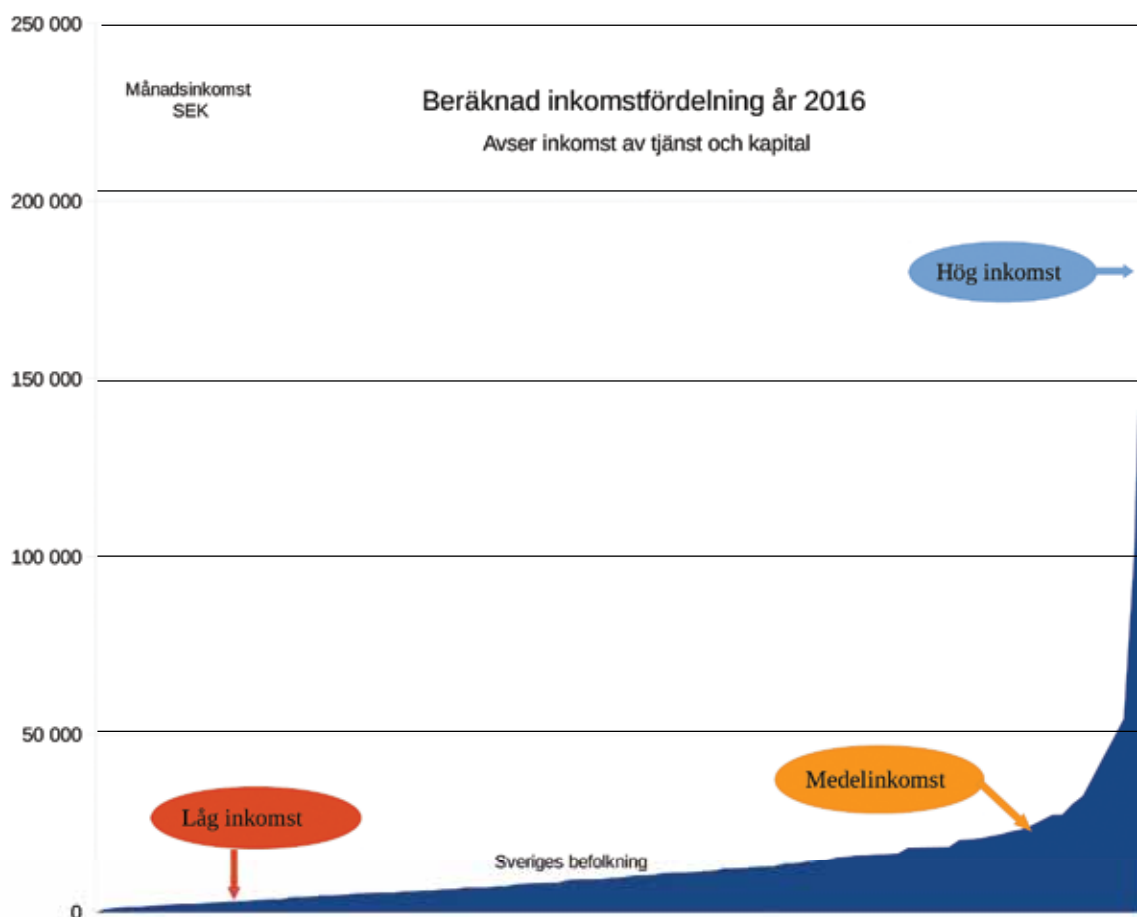 250 000
Månadsinkomst
SEK
Beräknad inkomstfördelning år 2016
Avser inkomst av tjänst och kapital
200 000
Hög inkomst
150 000
100 000
50 000
Medelinkomst
Låg inkomst
Sveriges befolkning
0